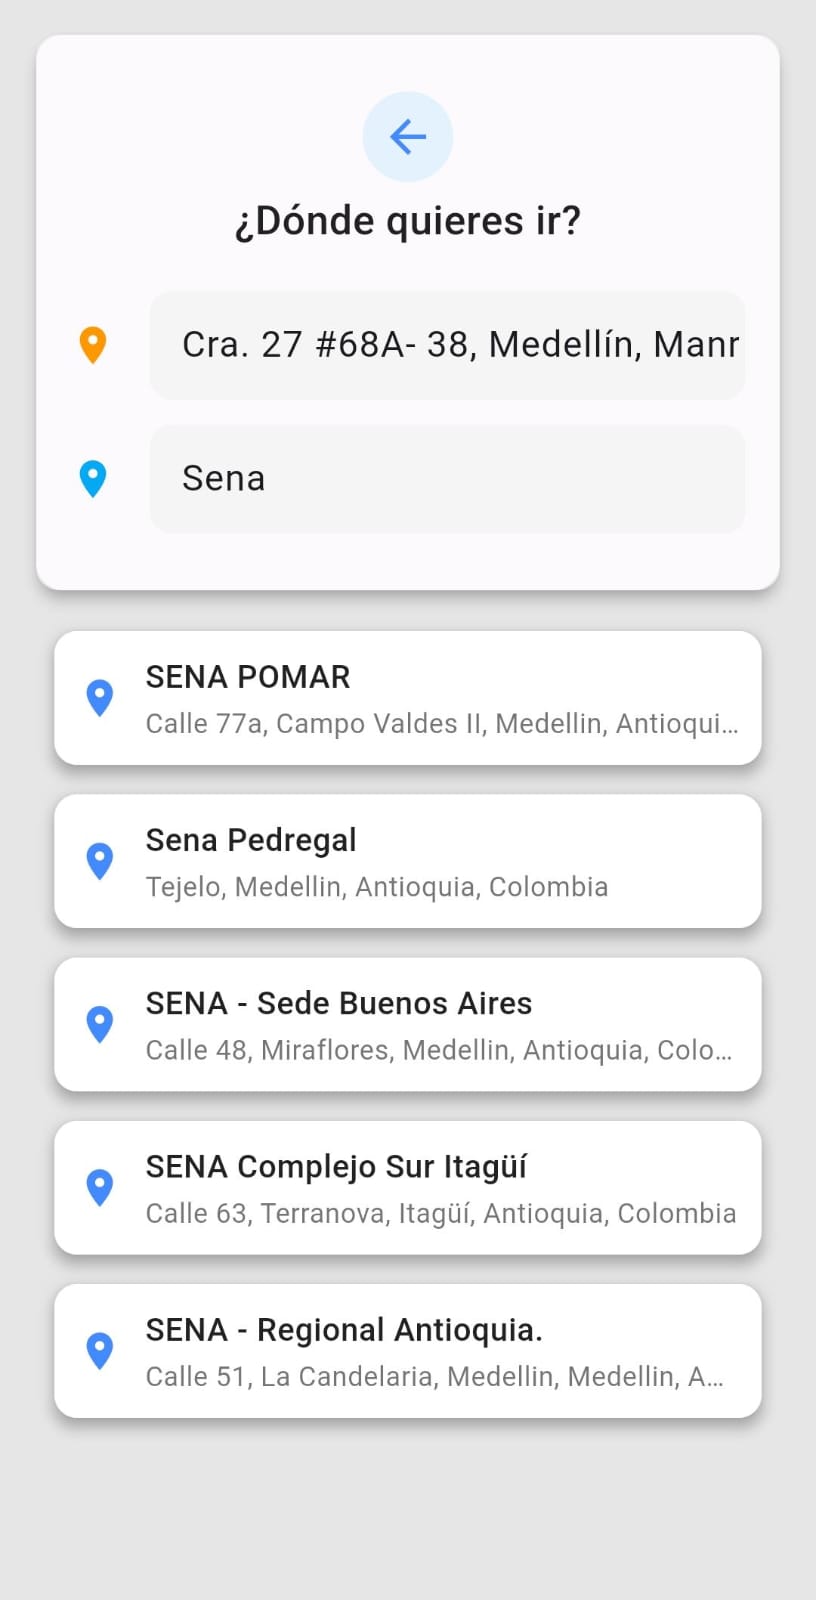 ¿Dónde quieres ir?
Cra. 27 #68A- 38, Medellín, Manr
Sena
SENA POMAR
Calle 77a, Campo Valdes II, Medellin, Antioqui...
Sena Pedregal
Tejelo, Medellin, Antioquia, Colombia
SENA - Sede Buenos Aires
Calle 48, Miraflores, Medellin, Antioquia, Colo...
SENA Complejo Sur Itagüí
Calle 63, Terranova, Itagüí, Antioquia, Colombia
SENA - Regional Antioquia.
Calle 51, La Candelaria, Medellin, Medellin, A...